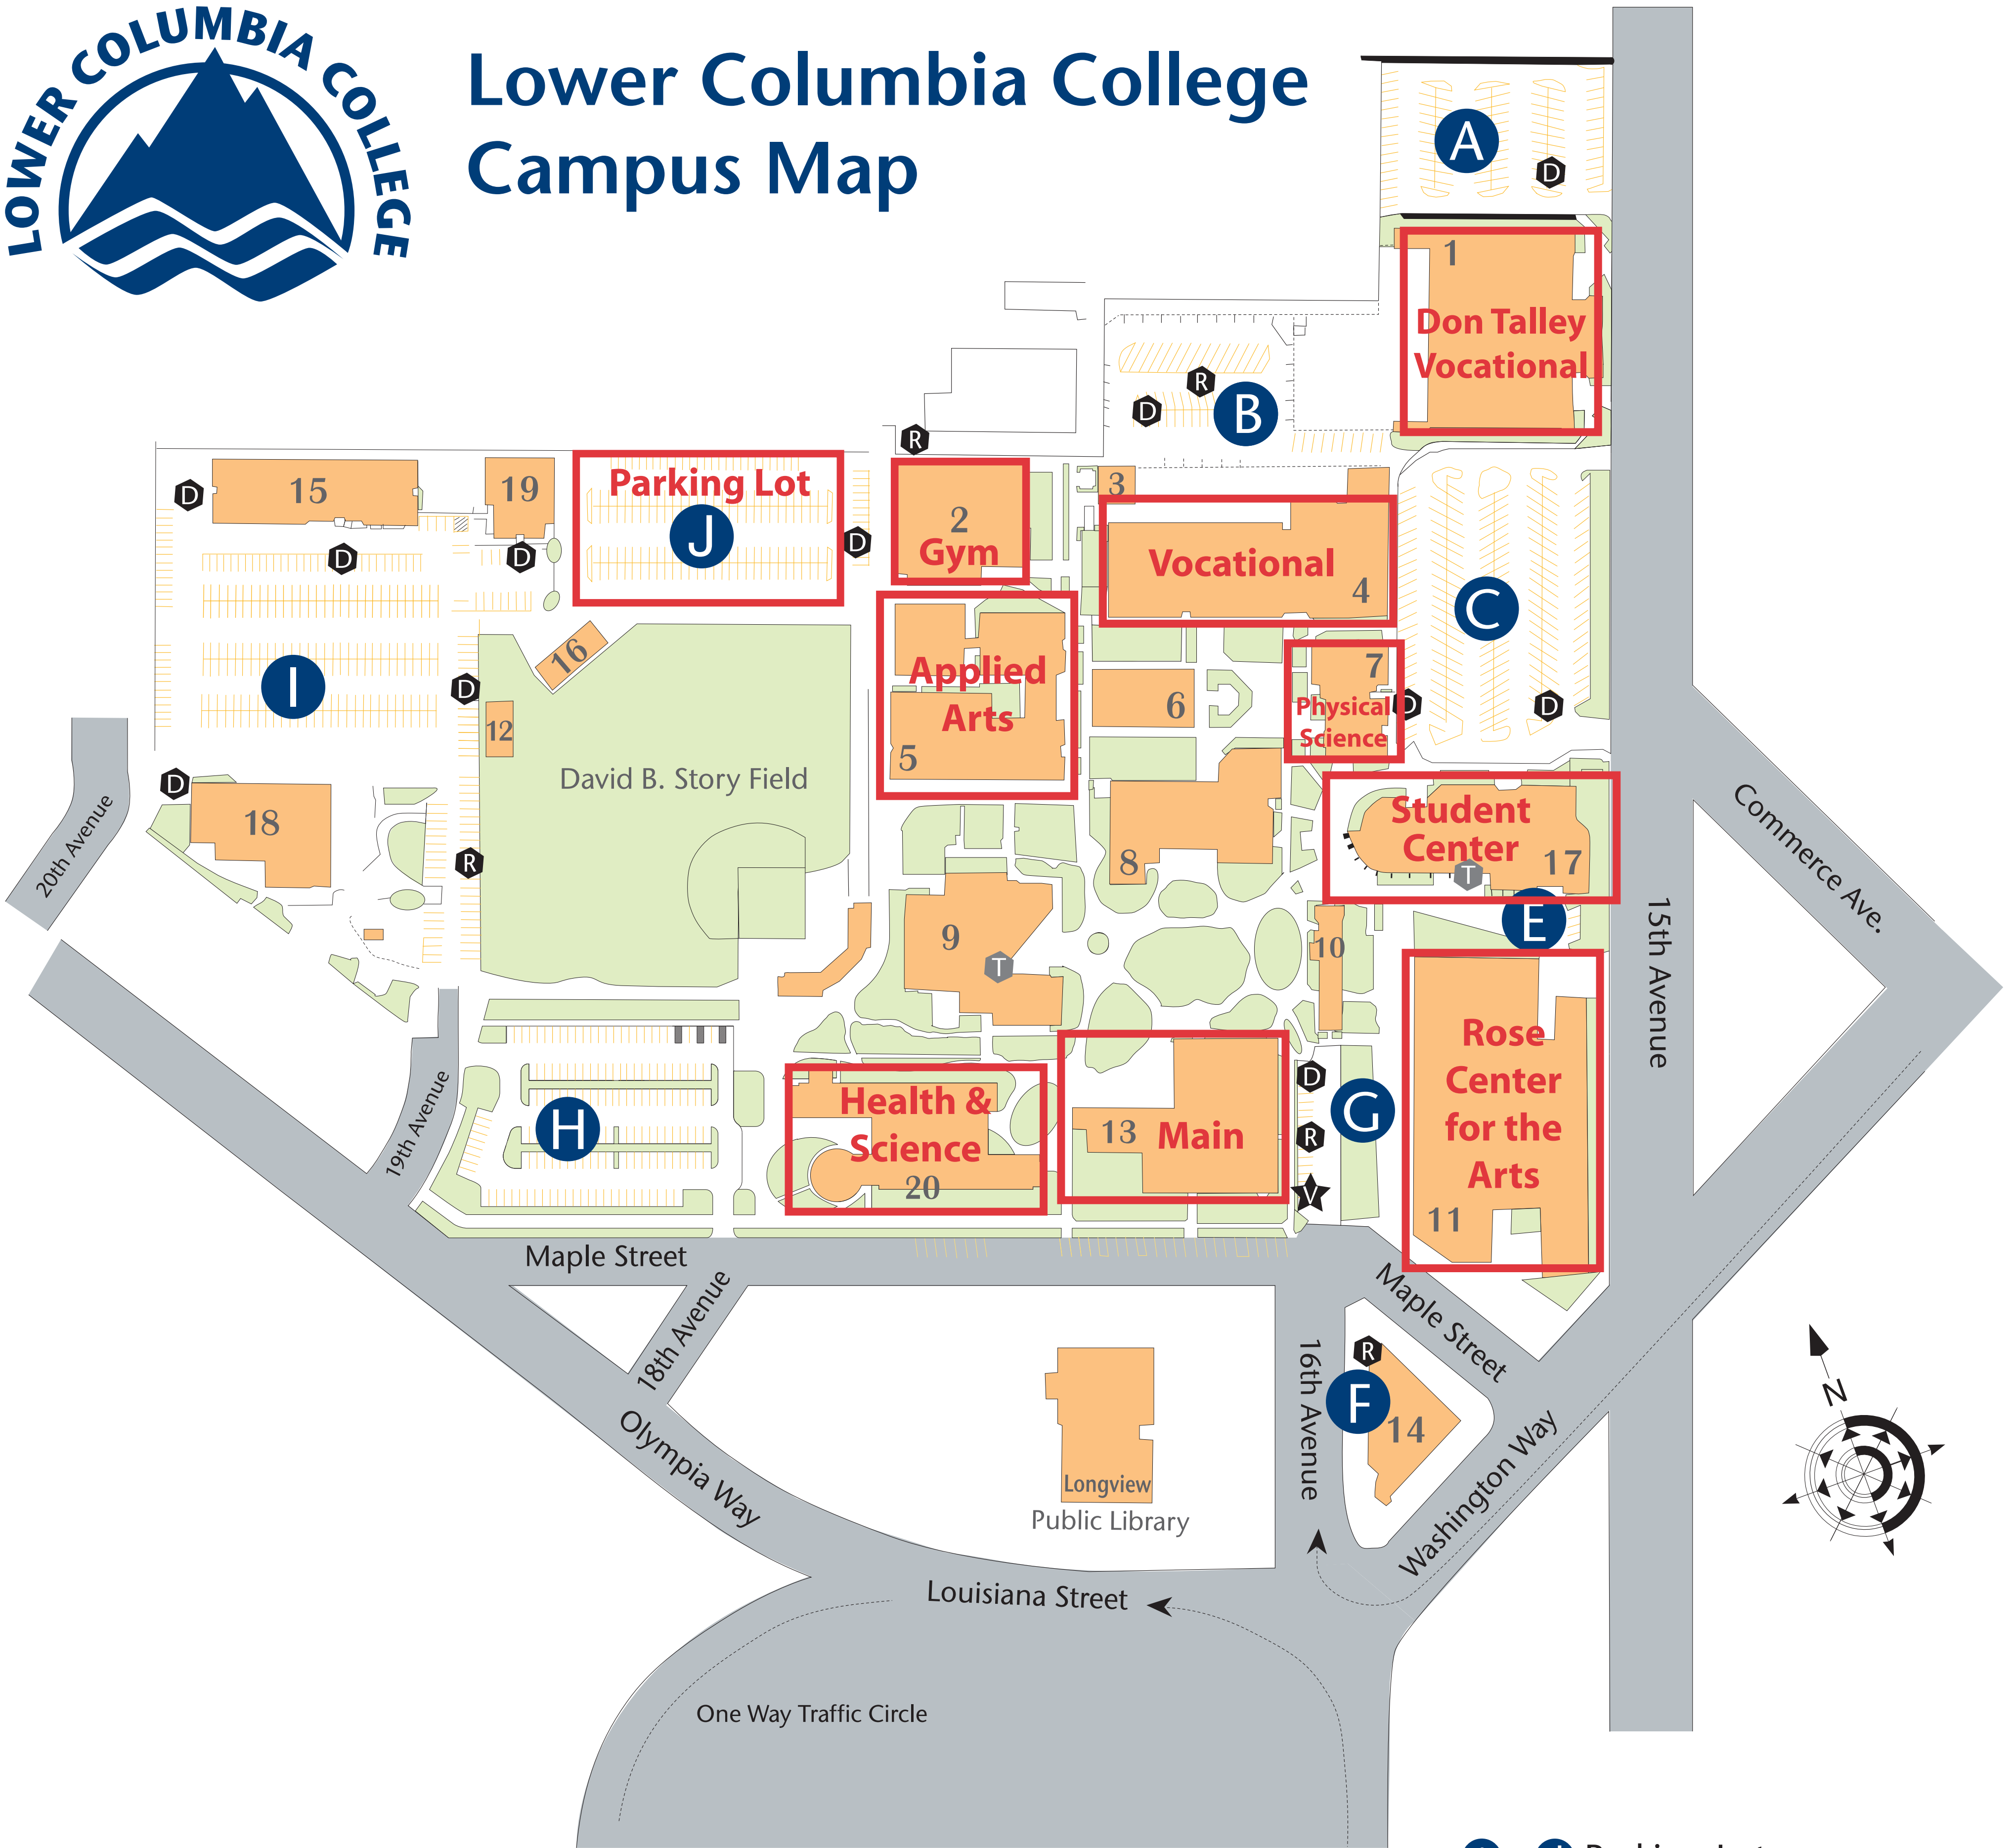 LOWER COLUMBIA COLLEGE
Lower Columbia College
Campus Map
A
D
1
Don Talley
Vocational
R
D
B
R
Parking Lot
J
D
15
19
D
D
D
2
Gym
3
Vocational
4
C
I
D
16
12
David B. Story Field
Applied
Arts
5
6
7
Physical
Science
D
D
20th Avenue
D
18
R
8
Student
Center
17
T
E
Commerce Ave.
15th Avenue
9
T
10
19th Avenue
H
Health &
Science
20
13
Main
D
R
V
G
Rose
Center
for the
Arts
11
Maple Street
18th Avenue
Maple Street
16th Avenue
R
F
14
N
Olympia Way
Longview
Public Library
Washington Way
Louisiana Street
One Way Traffic Circle